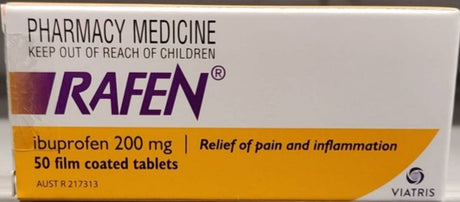 PHARMACY MEDICINE
KEEP OUT OF REACH OF CHILDREN
RAFEN®
ibuprofen 200 mg | Relief of pain and inflammation
50 film coated tablets
AUST R 217313
VIATRIS